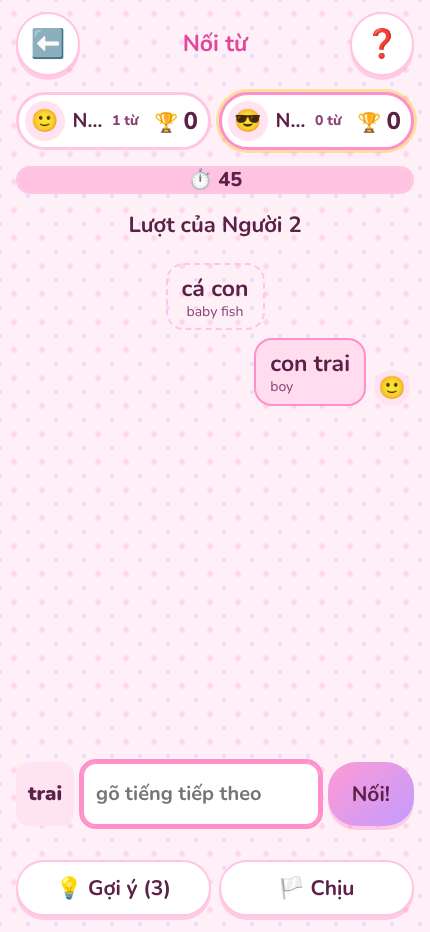 Nối từ
N... 1 từ 0
N... 0 từ 0
45
Lượt của Người 2
cá con
baby fish
con trai
boy
trai
gõ tiếng tiếp theo
Nối!
Gợi ý (3)
Chịu